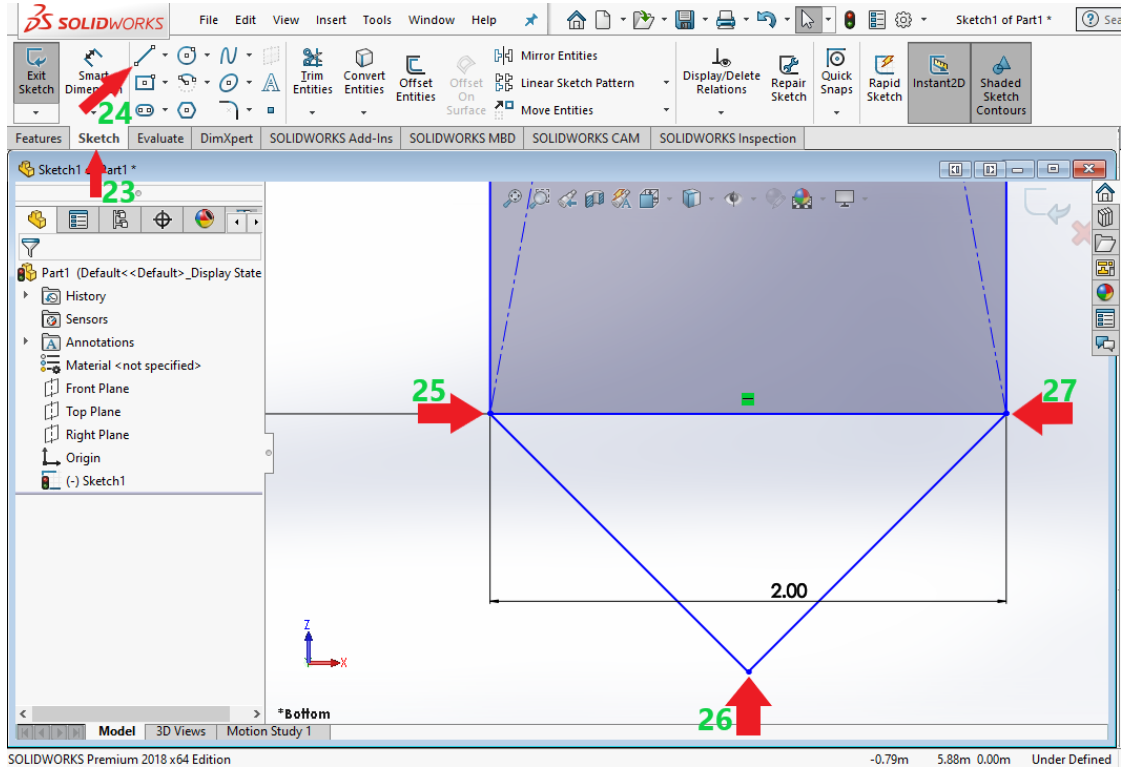 SOLIDWORKS File Edit View Insert Tools Window Help Sketch1 of Part1 * ? Sea
Exit Sketch
Smart Dimension
Trim Entities
Convert Entities
Offset Entities
Offset On Surface
Mirror Entities
Linear Sketch Pattern
Move Entities
Display/Delete Relations
Repair Sketch
Quick Snaps
Rapid Sketch
Instant2D
Shaded Sketch Contours
24
Features Sketch Evaluate DimXpert SOLIDWORKS Add-Ins SOLIDWORKS MBD SOLIDWORKS CAM SOLIDWORKS Inspection
Sketch1 of Part1 *
23
Part1 (Default<<Default>_Display State
History
Sensors
A Annotations
Material <not specified>
Front Plane
Top Plane
Right Plane
Origin
(-) Sketch1
25
27
2.00
Z
X
26
*Bottom
Model 3D Views Motion Study 1
SOLIDWORKS Premium 2018 x64 Edition -0.79m 5.88m 0.00m Under Defined